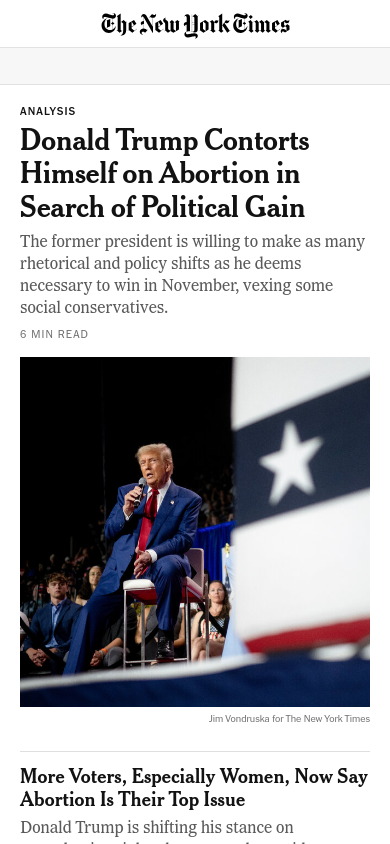 The New York Times
ANALYSIS
Donald Trump Contorts
Himself on Abortion in
Search of Political Gain
The former president is willing to make as many
rhetorical and policy shifts as he deems
necessary to win in November, vexing some
social conservatives.
6 MIN READ
Jim Vondruska for The New York Times
More Voters, Especially Women, Now Say
Abortion Is Their Top Issue
Donald Trump is shifting his stance on